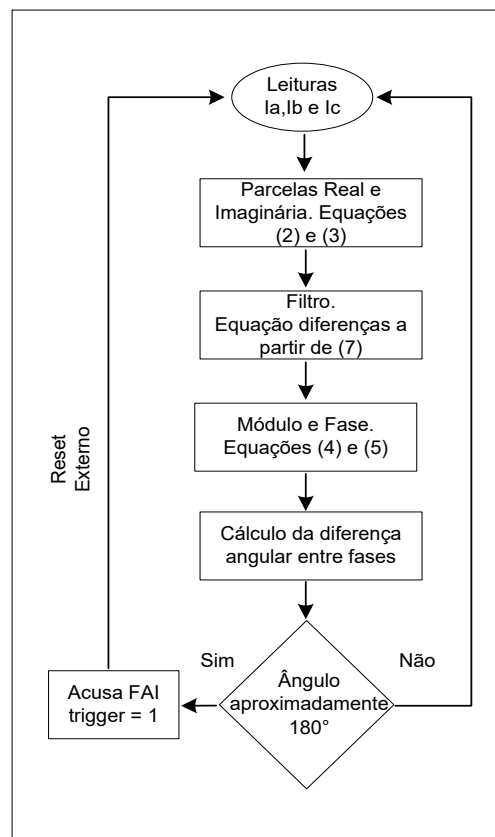 Leituras
Ia,Ib e Ic
Parcelas Real e
Imaginária. Equações
(2) e (3)
Filtro.
Equação diferenças a
partir de (7)
Módulo e Fase.
Equações (4) e (5)
Cálculo da diferença
angular entre fases
Ângulo
aproximadamente
180°
Sim
Não
Acusa FAI
trigger = 1
Reset
Externo